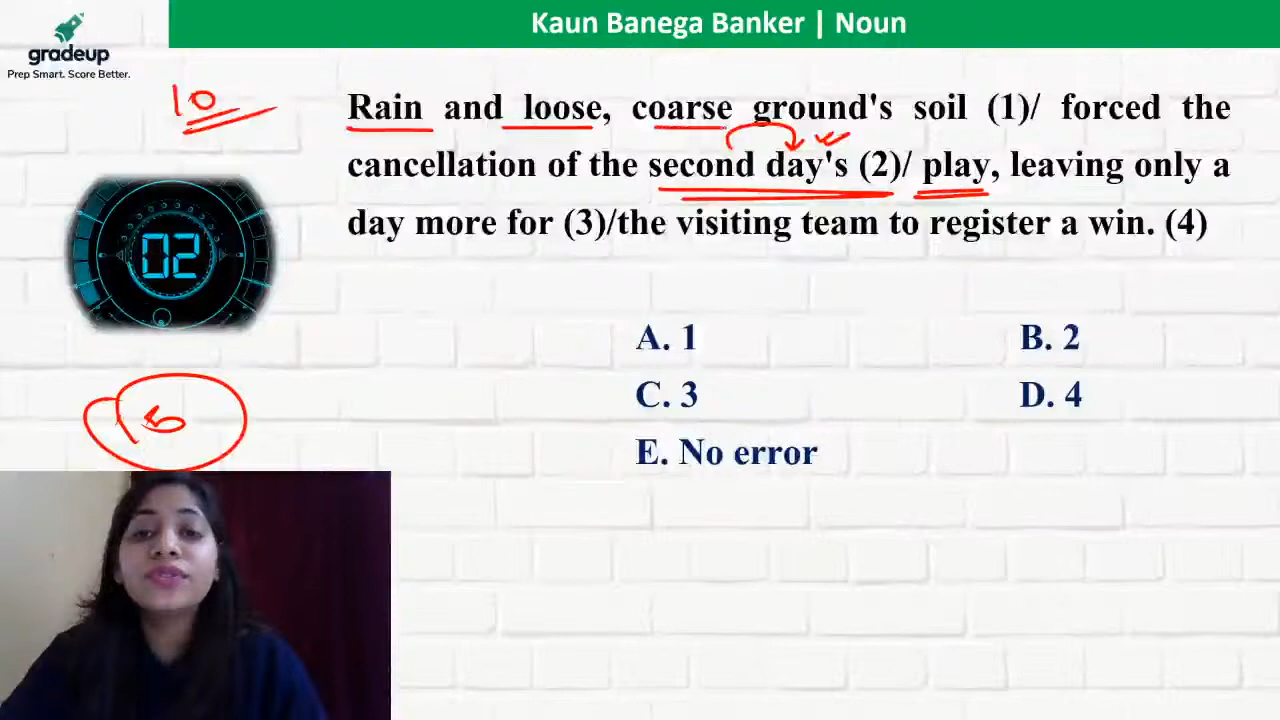 Kaun Banega Banker | Noun
gradeup
Prep Smart. Score Better.
10
Rain and loose, coarse ground's soil (1)/ forced the
cancellation of the second day's (2)/ play, leaving only a
day more for (3)/the visiting team to register a win. (4)
02
A. 1
B. 2
C. 3
D. 4
15
E. No error